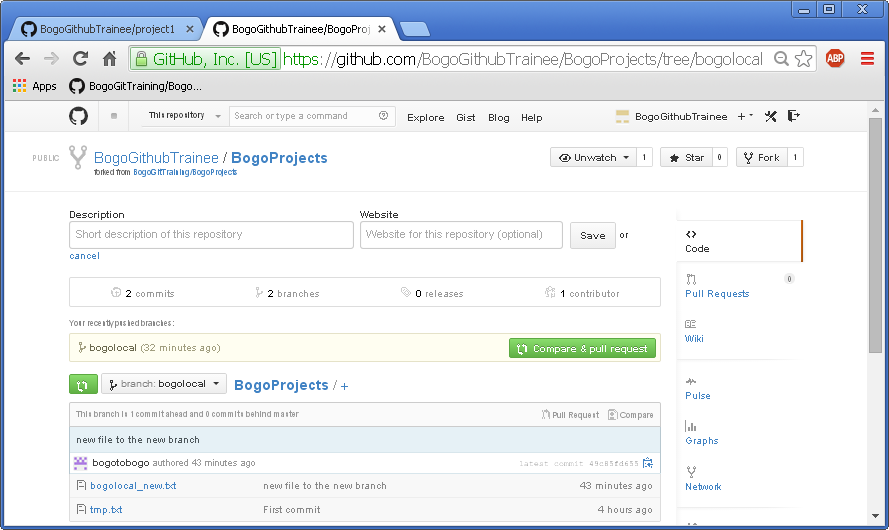 BogoGithubTrainee/project1
BogoGithubTrainee/BogoProj
GitHub, Inc. [US] https://github.com/BogoGithubTrainee/BogoProjects/tree/bogolocal
ABP
Apps BogoGitTraining/Bogo...
This repository Search or type a command Explore Gist Blog Help BogoGithubTrainee +
PUBLIC BogoGithubTrainee / BogoProjects Unwatch 1 Star 0 Fork 1
forked from BogoGitTraining/BogoProjects
Description Website
Short description of this repository Website for this repository (optional) Save or
cancel
2 commits 2 branches 0 releases 1 contributor
Your recently pushed branches:
bogolocal (32 minutes ago) Compare & pull request
branch: bogolocal BogoProjects / +
This branch is 1 commit ahead and 0 commits behind master Pull Request Compare
new file to the new branch
bogotobogo authored 43 minutes ago latest commit 49c85fd655
bogolocal_new.txt new file to the new branch 43 minutes ago
tmp.txt First commit 4 hours ago
Code
Pull Requests 0
Wiki
Pulse
Graphs
Network